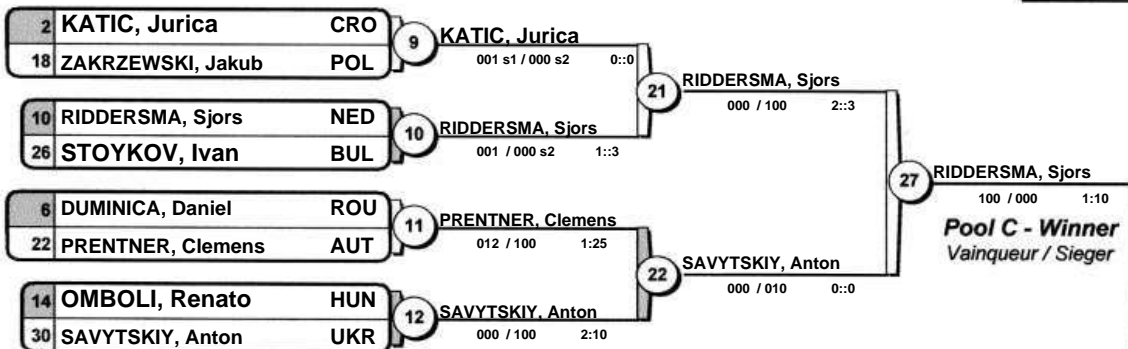 2 KATIC, Jurica CRO
18 ZAKRZEWSKI, Jakub POL
9
KATIC, Jurica
001 s1 / 000 s2 0::0
10 RIDDERSMA, Sjors NED
26 STOYKOV, Ivan BUL
10
RIDDERSMA, Sjors
001 / 000 s2 1::3
21
RIDDERSMA, Sjors
000 / 100 2::3
6 DUMINICA, Daniel ROU
22 PRENTNER, Clemens AUT
11
PRENTNER, Clemens
012 / 100 1:25
14 OMBOLI, Renato HUN
30 SAVYTSKIY, Anton UKR
12
SAVYTSKIY, Anton
000 / 100 2:10
22
SAVYTSKIY, Anton
000 / 010 0::0
27
RIDDERSMA, Sjors
100 / 000 1:10
Pool C - Winner
Vainqueur / Sieger